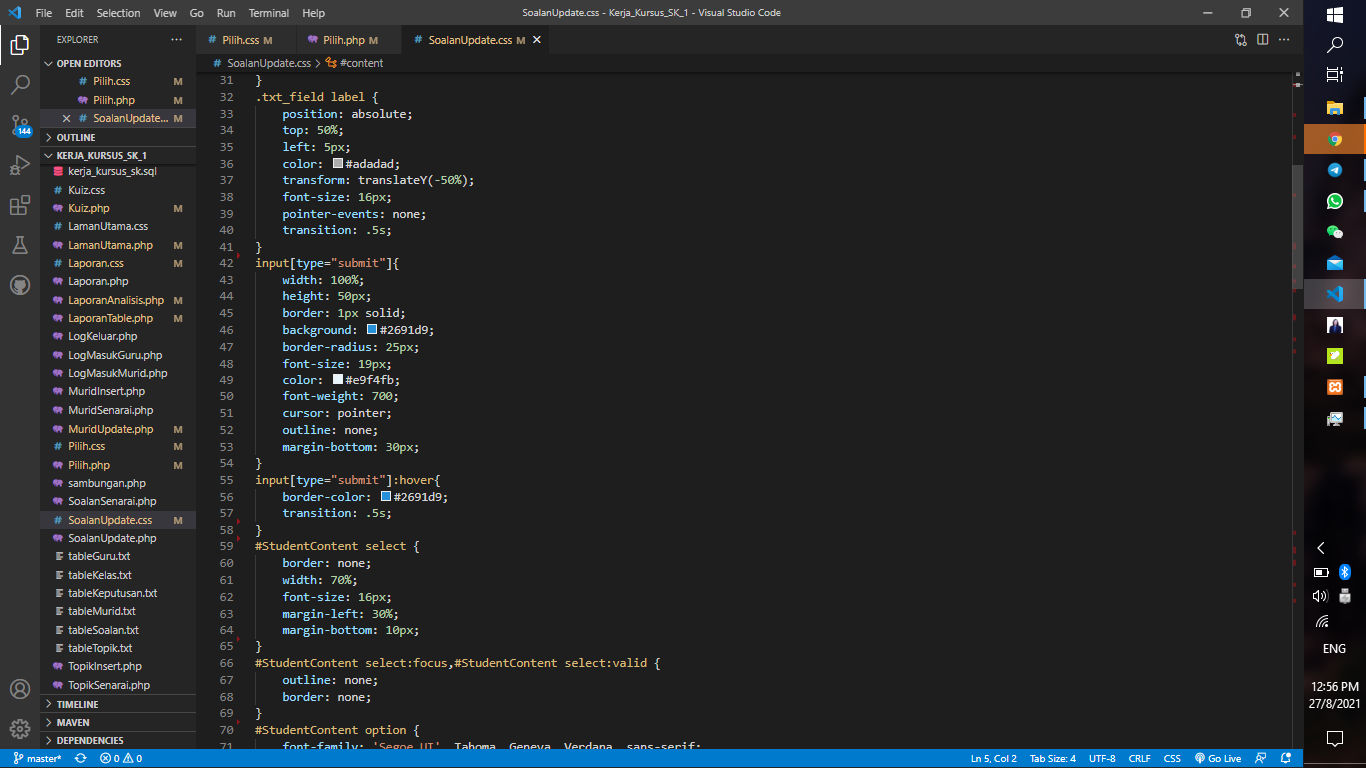 File Edit Selection View Go Run Terminal Help SoalanUpdate.css - Kerja_Kursus_SK_1 - Visual Studio Code
EXPLORER
Pilih.css M Pilih.php M SoalanUpdate.css M
OPEN EDITORS
SoalanUpdate.css > #content
Pilih.css M
Pilih.php M
SoalanUpdate... M
OUTLINE
KERJA_KURSUS_SK_1
kerja_kursus_sk.sql
Kuiz.css
Kuiz.php M
LamanUtama.css
LamanUtama.php M
Laporan.css M
Laporan.php
LaporanAnalisis.php M
LaporanTable.php M
LogKeluar.php
LogMasukGuru.php
LogMasukMurid.php
MuridInsert.php
MuridSenarai.php
MuridUpdate.php M
Pilih.css M
Pilih.php M
sambungan.php
SoalanSenarai.php
SoalanUpdate.css M
SoalanUpdate.php
tableGuru.txt
tableKelas.txt
tableKeputusan.txt
tableMurid.txt
tableSoalan.txt
tableTopik.txt
TopikInsert.php
TopikSenarai.php
TIMELINE
MAVEN
DEPENDENCIES
144
31 }
32 .txt_field label {
33 position: absolute;
34 top: 50%;
35 left: 5px;
36 color: #adadad;
37 transform: translateY(-50%);
38 font-size: 16px;
39 pointer-events: none;
40 transition: .5s;
41 }
42 input[type="submit"]{
43 width: 100%;
44 height: 50px;
45 border: 1px solid;
46 background: #2691d9;
47 border-radius: 25px;
48 font-size: 19px;
49 color: #e9f4fb;
50 font-weight: 700;
51 cursor: pointer;
52 outline: none;
53 margin-bottom: 30px;
54 }
55 input[type="submit"]:hover{
56 border-color: #2691d9;
57 transition: .5s;
58 }
59 #StudentContent select {
60 border: none;
61 width: 70%;
62 font-size: 16px;
63 margin-left: 30%;
64 margin-bottom: 10px;
65 }
66 #StudentContent select:focus,#StudentContent select:valid {
67 outline: none;
68 border: none;
69 }
70 #StudentContent option {
71 font-family: 'Segoe UI', Tahoma, Geneva, Verdana, sans-serif;
master* 0 0 Ln 5, Col 2 Tab Size: 4 UTF-8 CRLF CSS Go Live
ENG
12:56 PM
27/8/2021